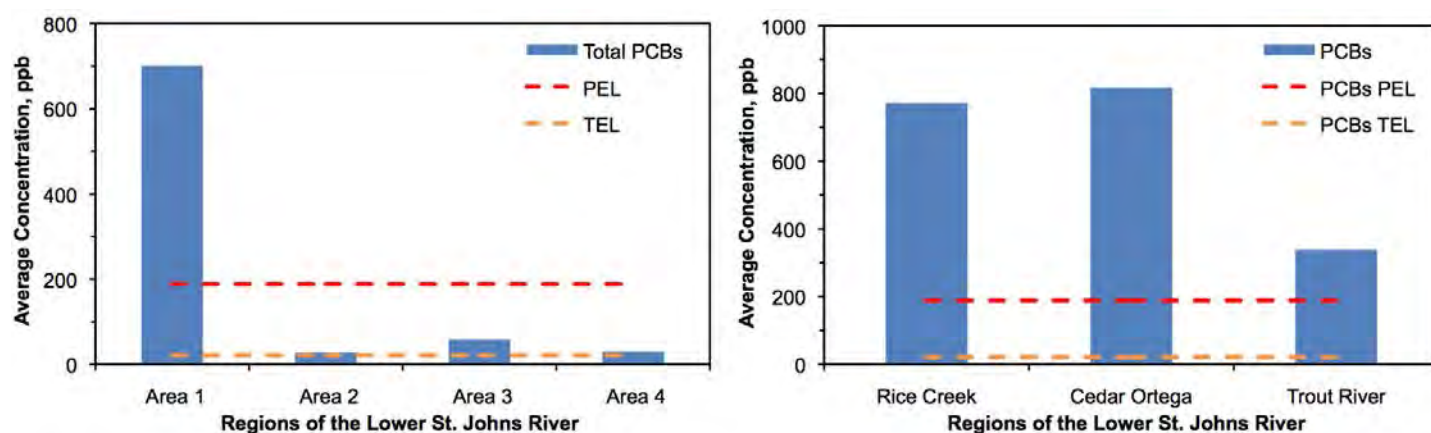 800
600
400
200
0
Average Concentration, ppb
Total PCBs
PEL
TEL
Area 1 Area 2 Area 3 Area 4
Regions of the Lower St. Johns River
1000
800
600
400
200
0
Average Concentration, ppb
PCBs
PCBs PEL
PCBs TEL
Rice Creek Cedar Ortega Trout River
Regions of the Lower St. Johns River